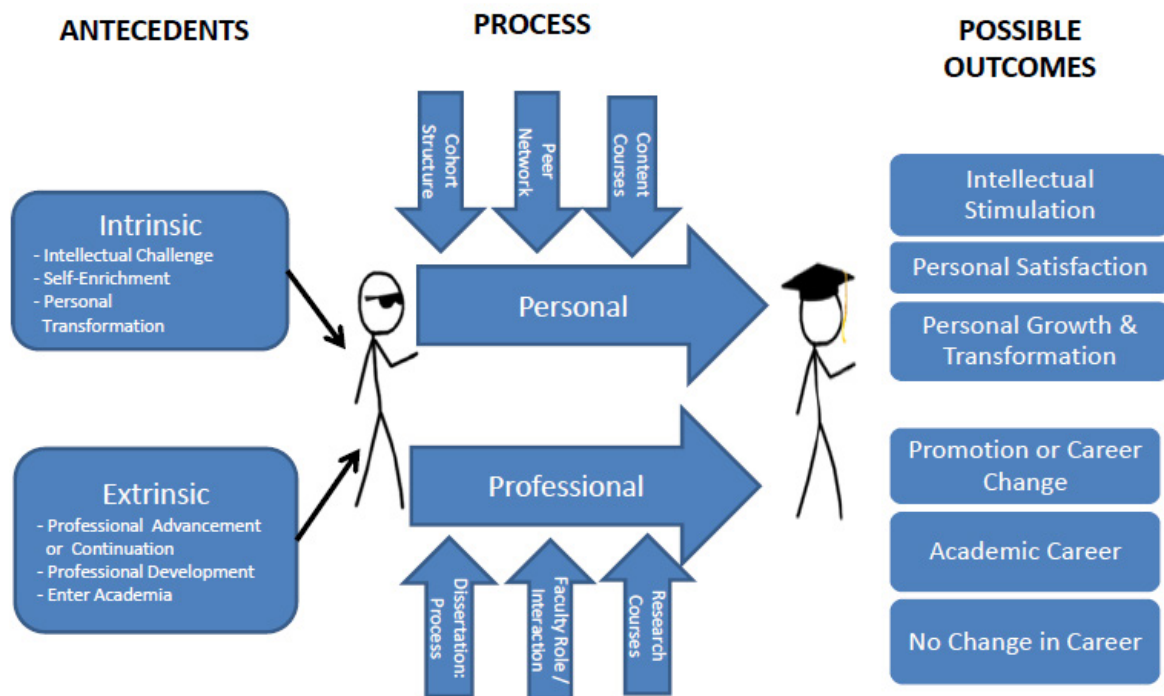 ANTECEDENTS
PROCESS
POSSIBLE
OUTCOMES
Cohort
Structure
Peer
Network
Content
Courses
Intrinsic
- Intellectual Challenge
- Self-Enrichment
- Personal
Transformation
Personal
Intellectual
Stimulation
Personal Satisfaction
Personal Growth &
Transformation
Extrinsic
- Professional Advancement
or Continuation
- Professional Development
- Enter Academia
Professional
Dissertation:
Process
Faculty Role /
Interaction
Research
Courses
Promotion or Career
Change
Academic Career
No Change in Career